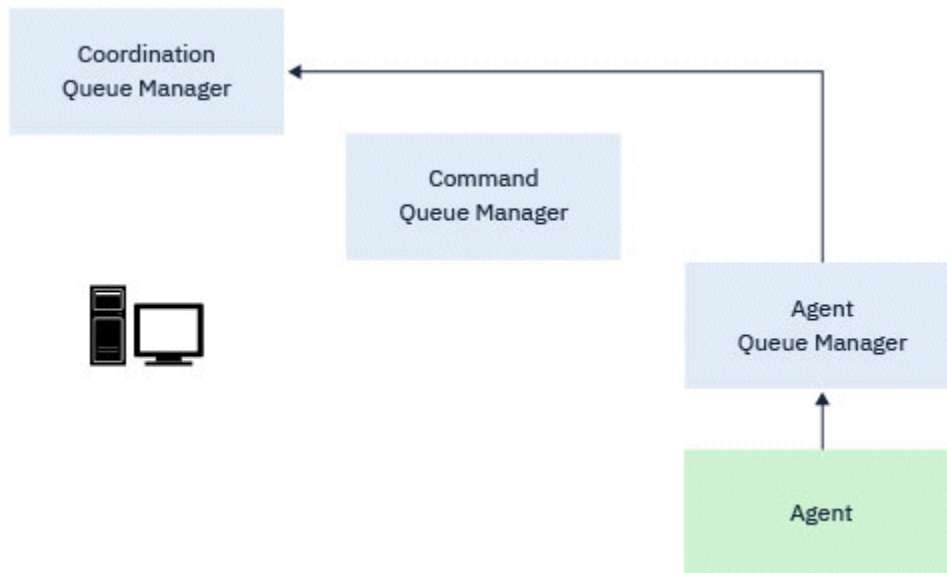 Coordination
Queue Manager
Command
Queue Manager
Agent
Queue Manager
Agent